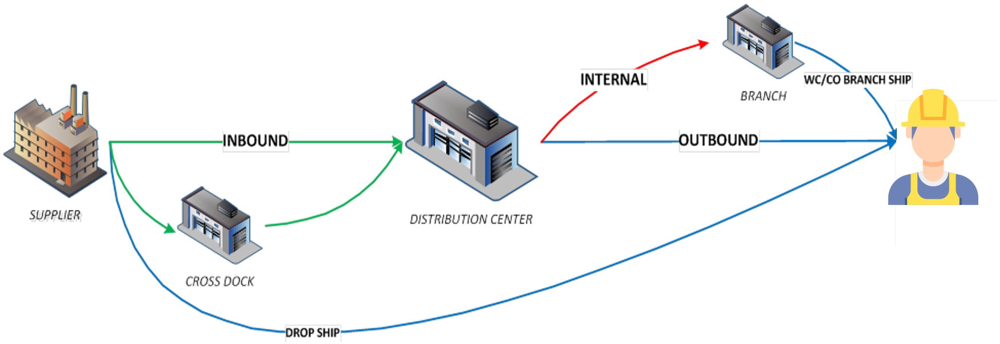 INTERNAL
WC/CO BRANCH SHIP
BRANCH
INBOUND
OUTBOUND
SUPPLIER
DISTRIBUTION CENTER
CROSS DOCK
DROP SHIP